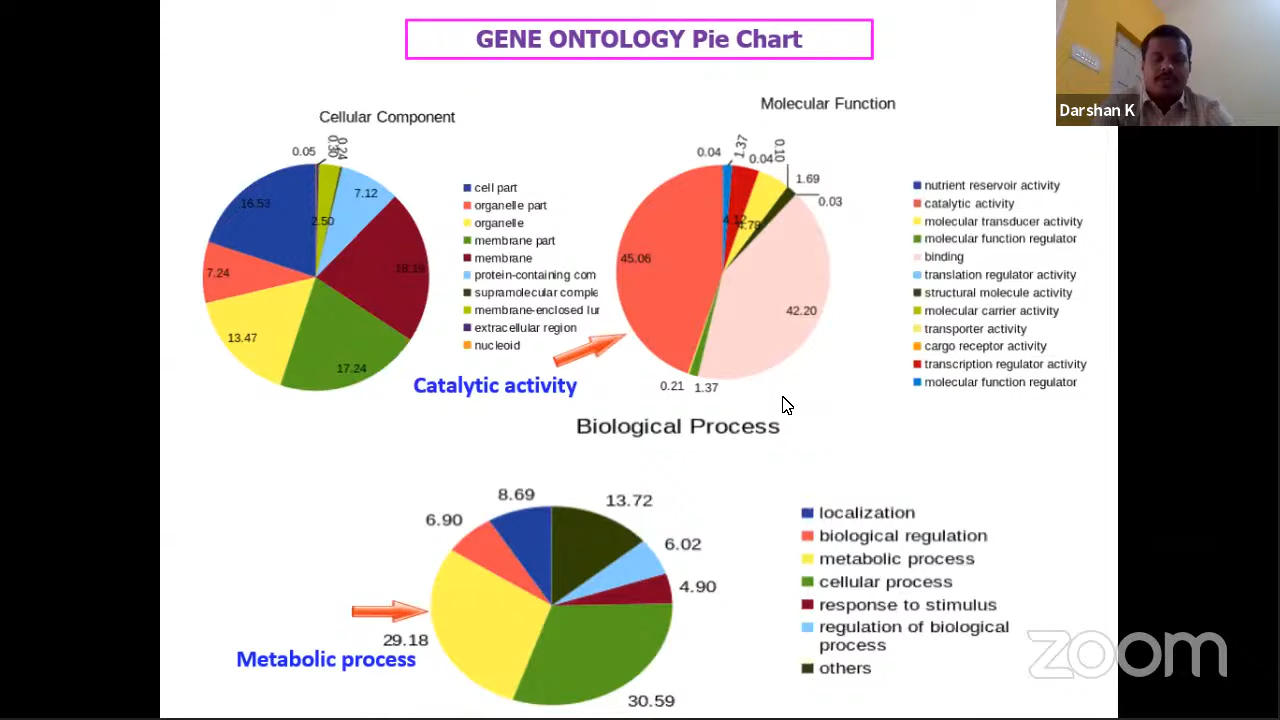 GENE ONTOLOGY Pie Chart
Darshan K
Cellular Component
0.05
0.30
0.24
7.12
16.53
2.50
18.19
7.24
13.47
17.24
cell part
organelle part
organelle
membrane part
membrane
protein-containing com
supramolecular comple
membrane-enclosed lur
extracellular region
nucleoid
Molecular Function
0.04
1.37
0.04
0.10
1.69
0.03
4.12
4.78
45.06
42.20
0.21
1.37
nutrient reservoir activity
catalytic activity
molecular transducer activity
molecular function regulator
binding
translation regulator activity
structural molecule activity
molecular carrier activity
transporter activity
cargo receptor activity
transcription regulator activity
molecular function regulator
Catalytic activity
Biological Process
8.69
13.72
6.90
6.02
4.90
29.18
30.59
Metabolic process
localization
biological regulation
metabolic process
cellular process
response to stimulus
regulation of biological
process
others
zoom